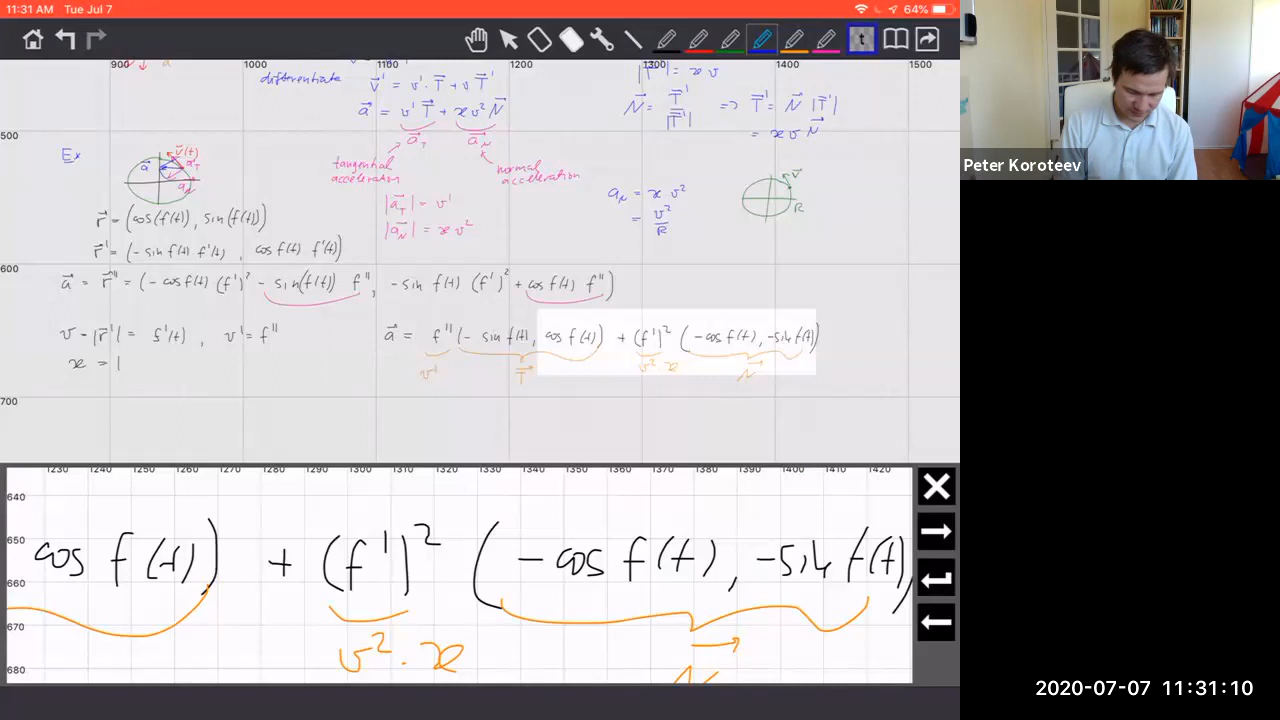 11:31 AM Tue Jul 7
64%
t
900 1000 1100 1200 1300 1400 1500
differentiate
v⃗' = v' T⃗ + v T⃗'
a⃗ = v' T⃗ + ϰ v² N⃗
a⃗_T a⃗_N
tangential acceleration
normal acceleration
|a⃗_T| = v'
|a⃗_N| = ϰ v²
|T⃗'| = ϰ v
N⃗ = T⃗' / |T⃗'| => T⃗' = N⃗ |T⃗'|
= ϰ v N⃗
a_N = ϰ v²
= v² / R
v⃗
R
500
Ex
v⃗(t)
a⃗
a⃗_T
a_N
r⃗ = (cos(f(t)), sin(f(t)))
r⃗' = (- sin f(t) f'(t), cos f(t) f'(t))
600
a⃗ = r⃗'' = (- cos f(t) (f')² - sin(f(t)) f'', - sin f(t) (f')² + cos f(t) f'')
v - |r⃗'| = f'(t), v' = f''
ϰ = 1
a⃗ = f'' (- sin f(t), cos f(t)) + (f')² (- cos f(t), - sin f(t))
v' T⃗ v² · ϰ N⃗
700
1230 1240 1250 1260 1270 1280 1290 1300 1310 1320 1330 1340 1350 1360 1370 1380 1390 1400 1410 1420
640
650
660
670
680
cos f(t)) + (f')² (- cos f(t), - sin f(t)
v² · ϰ N⃗
Peter Koroteev
2020-07-07 11:31:10